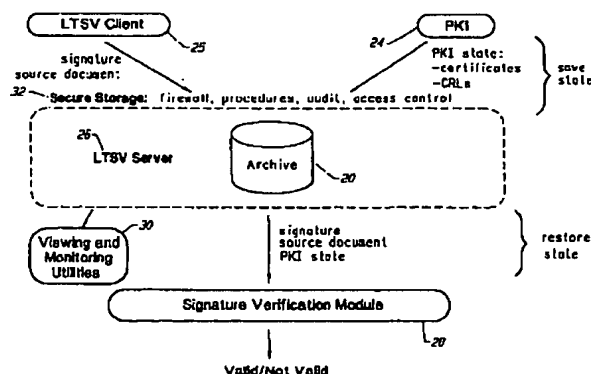 LTSV Client
PKI
25
24
signature
source document:
PKI state:
-certificates
-CRLs
save
state
32
Secure Storage: firewall, procedures, audit, access control
26
LTSV Server
Archive
20
30
Viewing and
Monitoring
Utilities
signature
source document
PKI state
restore
state
Signature Verification Module
28
Valid/Not Valid